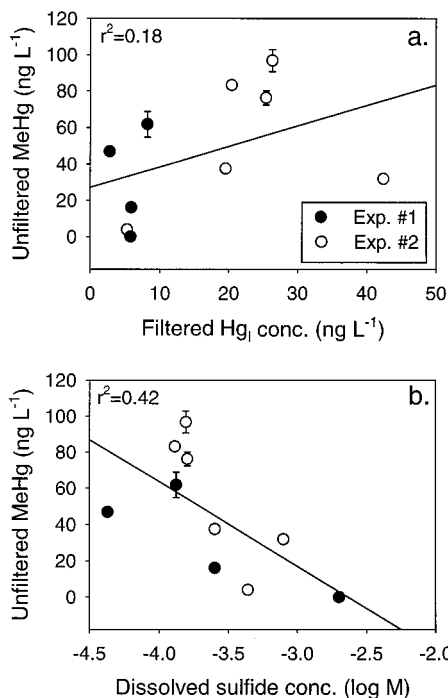 r²=0.18
a.
Unfiltered MeHg (ng L⁻¹)
120
100
80
60
40
20
0
Exp. #1
Exp. #2
0 10 20 30 40 50
Filtered Hg_I conc. (ng L⁻¹)
r²=0.42
b.
Unfiltered MeHg (ng L⁻¹)
120
100
80
60
40
20
0
-4.5 -4.0 -3.5 -3.0 -2.5 -2.0
Dissolved sulfide conc. (log M)